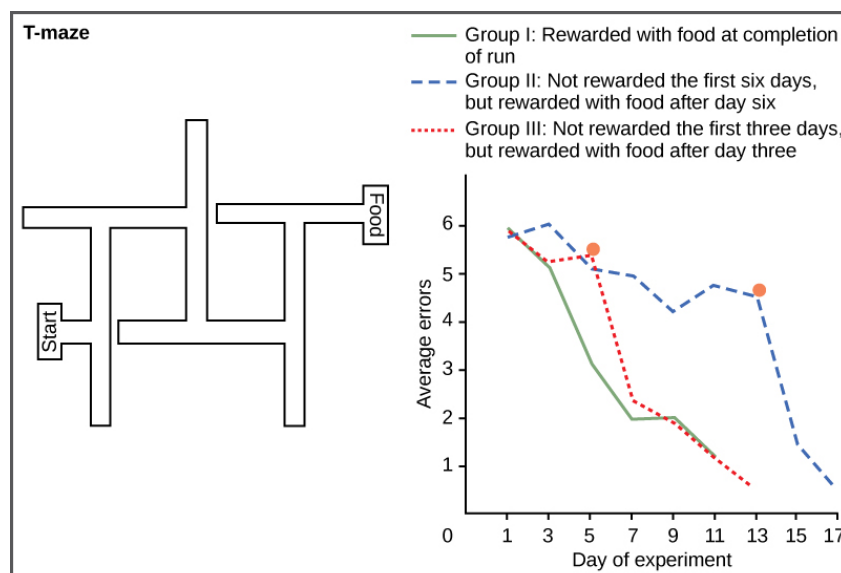 T-maze
Group I: Rewarded with food at completion
of run
Group II: Not rewarded the first six days,
but rewarded with food after day six
Group III: Not rewarded the first three days,
but rewarded with food after day three
Start
Food
Average errors
6
5
4
3
2
1
0
1 3 5 7 9 11 13 15 17
Day of experiment